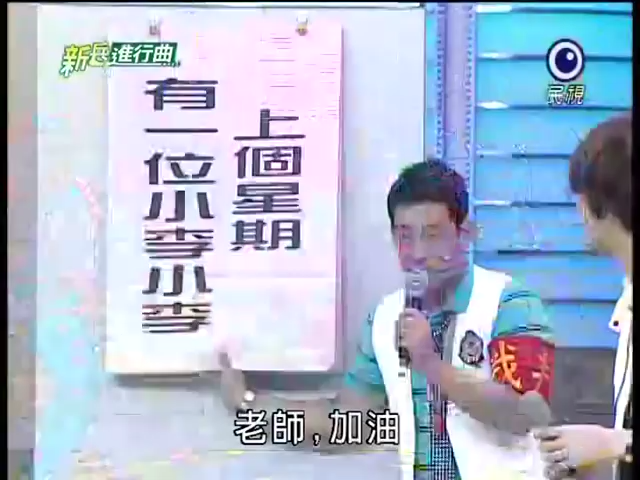 新兵進行曲
民視
上個星期
有一位小李小李
老師,加油